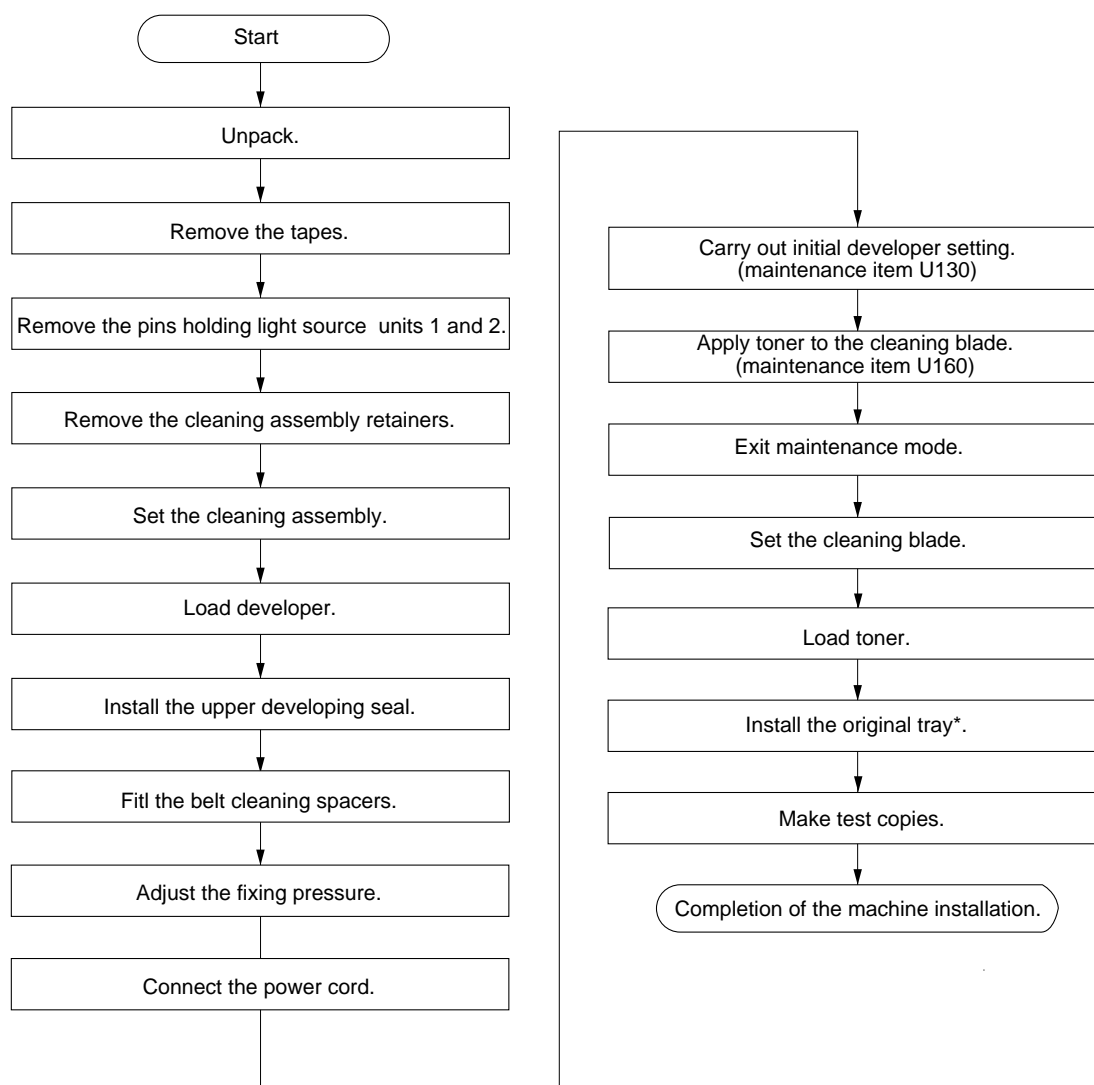 Start
Unpack.
Remove the tapes.
Remove the pins holding light source units 1 and 2.
Remove the cleaning assembly retainers.
Set the cleaning assembly.
Load developer.
Install the upper developing seal.
Fitl the belt cleaning spacers.
Adjust the fixing pressure.
Connect the power cord.
Carry out initial developer setting.
(maintenance item U130)
Apply toner to the cleaning blade.
(maintenance item U160)
Exit maintenance mode.
Set the cleaning blade.
Load toner.
Install the original tray*.
Make test copies.
Completion of the machine installation.